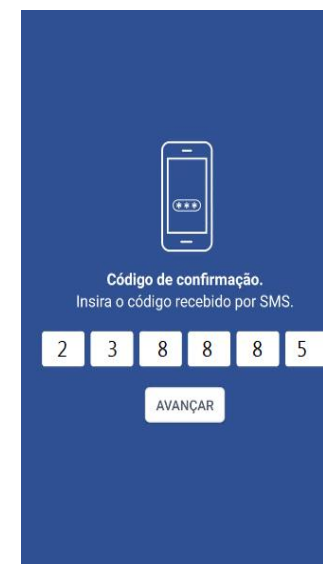 ***
Código de confirmação.
Insira o código recebido por SMS.
2 3 8 8 8 5
AVANÇAR